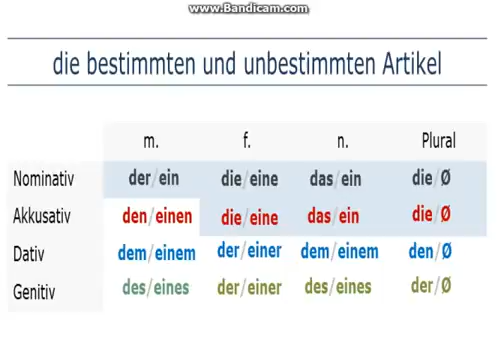 www.Bandicam.com
die bestimmten und unbestimmten Artikel
m. f. n. Plural
Nominativ der/ein die/eine das/ein die/Ø
Akkusativ den/einen die/eine das/ein die/Ø
Dativ dem/einem der/einer dem/einem den/Ø
Genitiv des/eines der/einer des/eines der/Ø